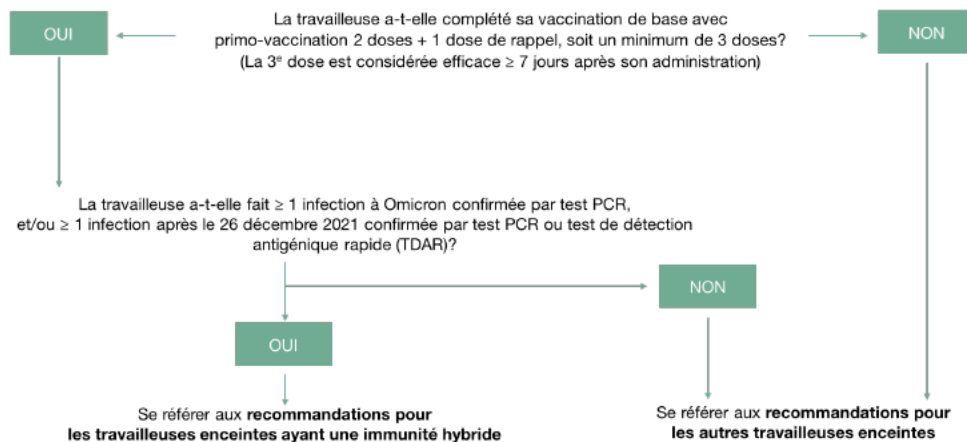 La travailleuse a-t-elle complété sa vaccination de base avec
primo-vaccination 2 doses + 1 dose de rappel, soit un minimum de 3 doses?
(La 3e dose est considérée efficace ≥ 7 jours après son administration)
OUI
NON
La travailleuse a-t-elle fait ≥ 1 infection à Omicron confirmée par test PCR,
et/ou ≥ 1 infection après le 26 décembre 2021 confirmée par test PCR ou test de détection
antigénique rapide (TDAR)?
NON
OUI
Se référer aux recommandations pour
les travailleuses enceintes ayant une immunité hybride
Se référer aux recommandations pour
les autres travailleuses enceintes